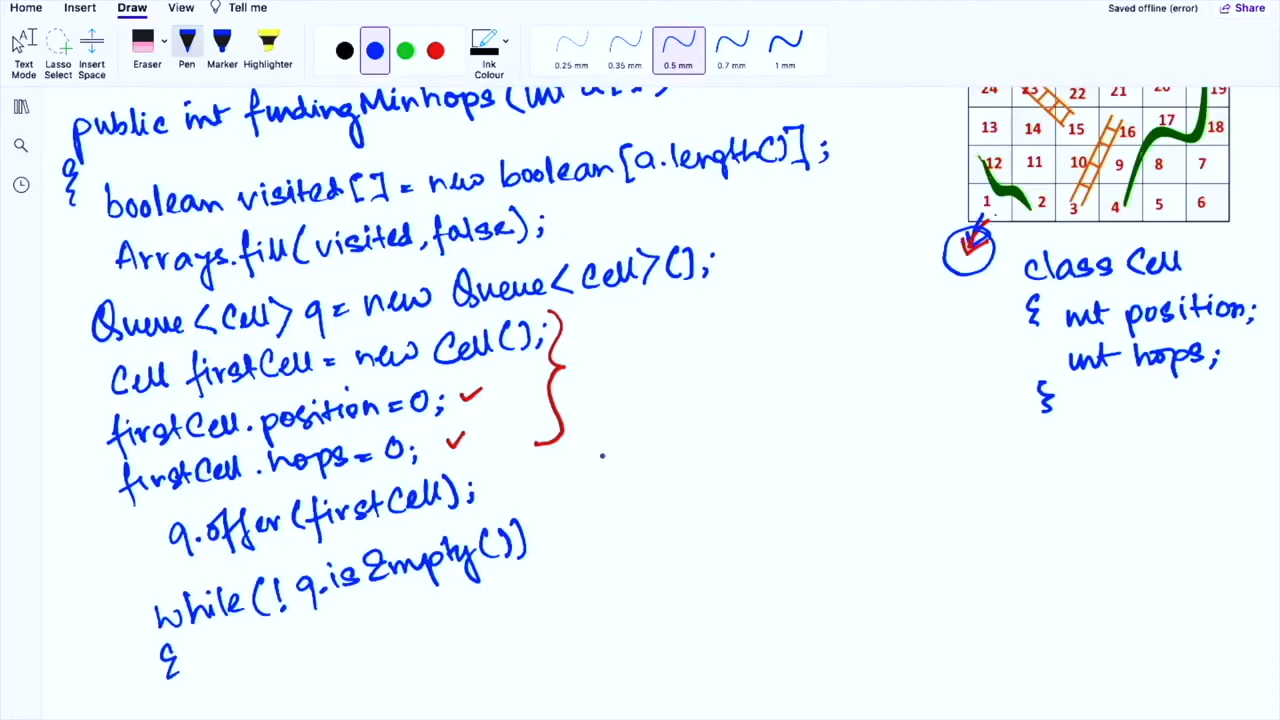 Home Insert Draw View Tell me
Saved offline (error) Share
Text Mode
Lasso Select
Insert Space
Eraser
Pen
Marker
Highlighter
Ink Colour
0.25 mm 0.35 mm 0.5 mm 0.7 mm 1 mm
public int fundingMinhops (int
{
boolean visited[] = new boolean[a.length()];
Arrays.fill(visited, false);
Queue<Cell> q = new Queue<Cell>();
Cell firstCell = new Cell();
firstCell.position = 0;
firstCell.hops = 0;
q.offer(firstCell);
while(! q.isEmpty())
{
24 23 22 21 20 19
13 14 15 16 17 18
12 11 10 9 8 7
1 2 3 4 5 6
class Cell
{ int position;
int hops;
}